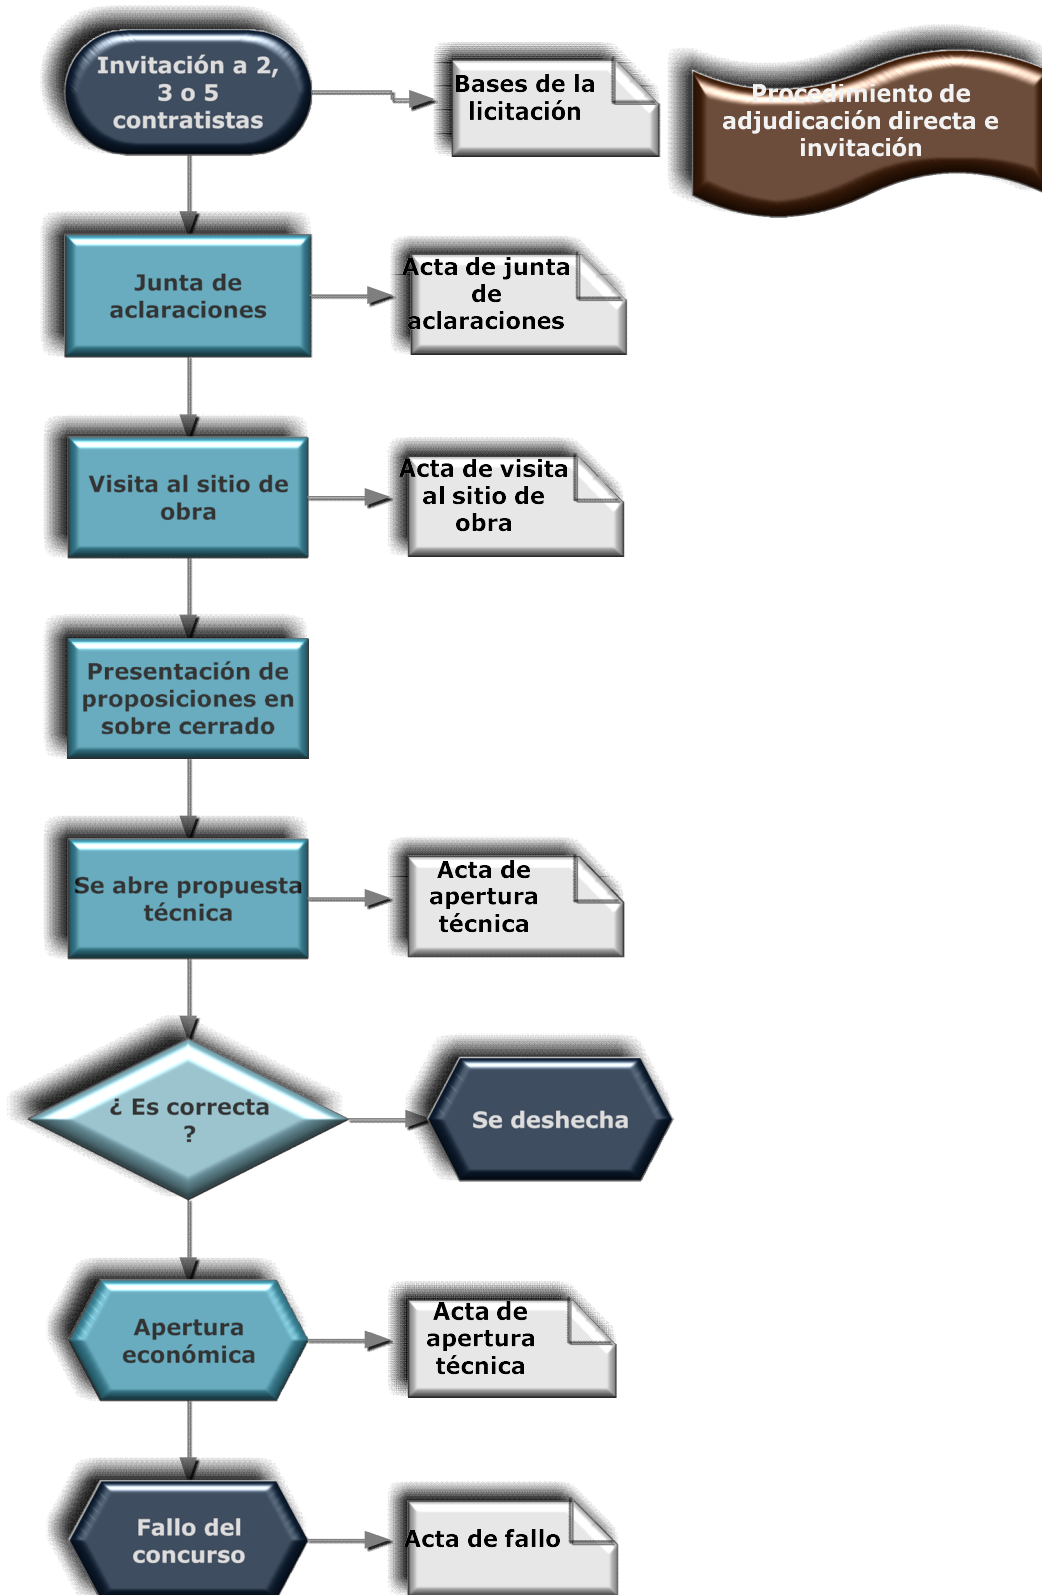 Invitación a 2,
3 o 5
contratistas
Bases de la
licitación
Procedimiento de
adjudicación directa e
invitación
Junta de
aclaraciones
Acta de junta
de
aclaraciones
Visita al sitio de
obra
Acta de visita
al sitio de
obra
Presentación de
proposiciones en
sobre cerrado
Se abre propuesta
técnica
Acta de
apertura
técnica
¿ Es correcta
?
Se deshecha
Apertura
económica
Acta de
apertura
técnica
Fallo del
concurso
Acta de fallo